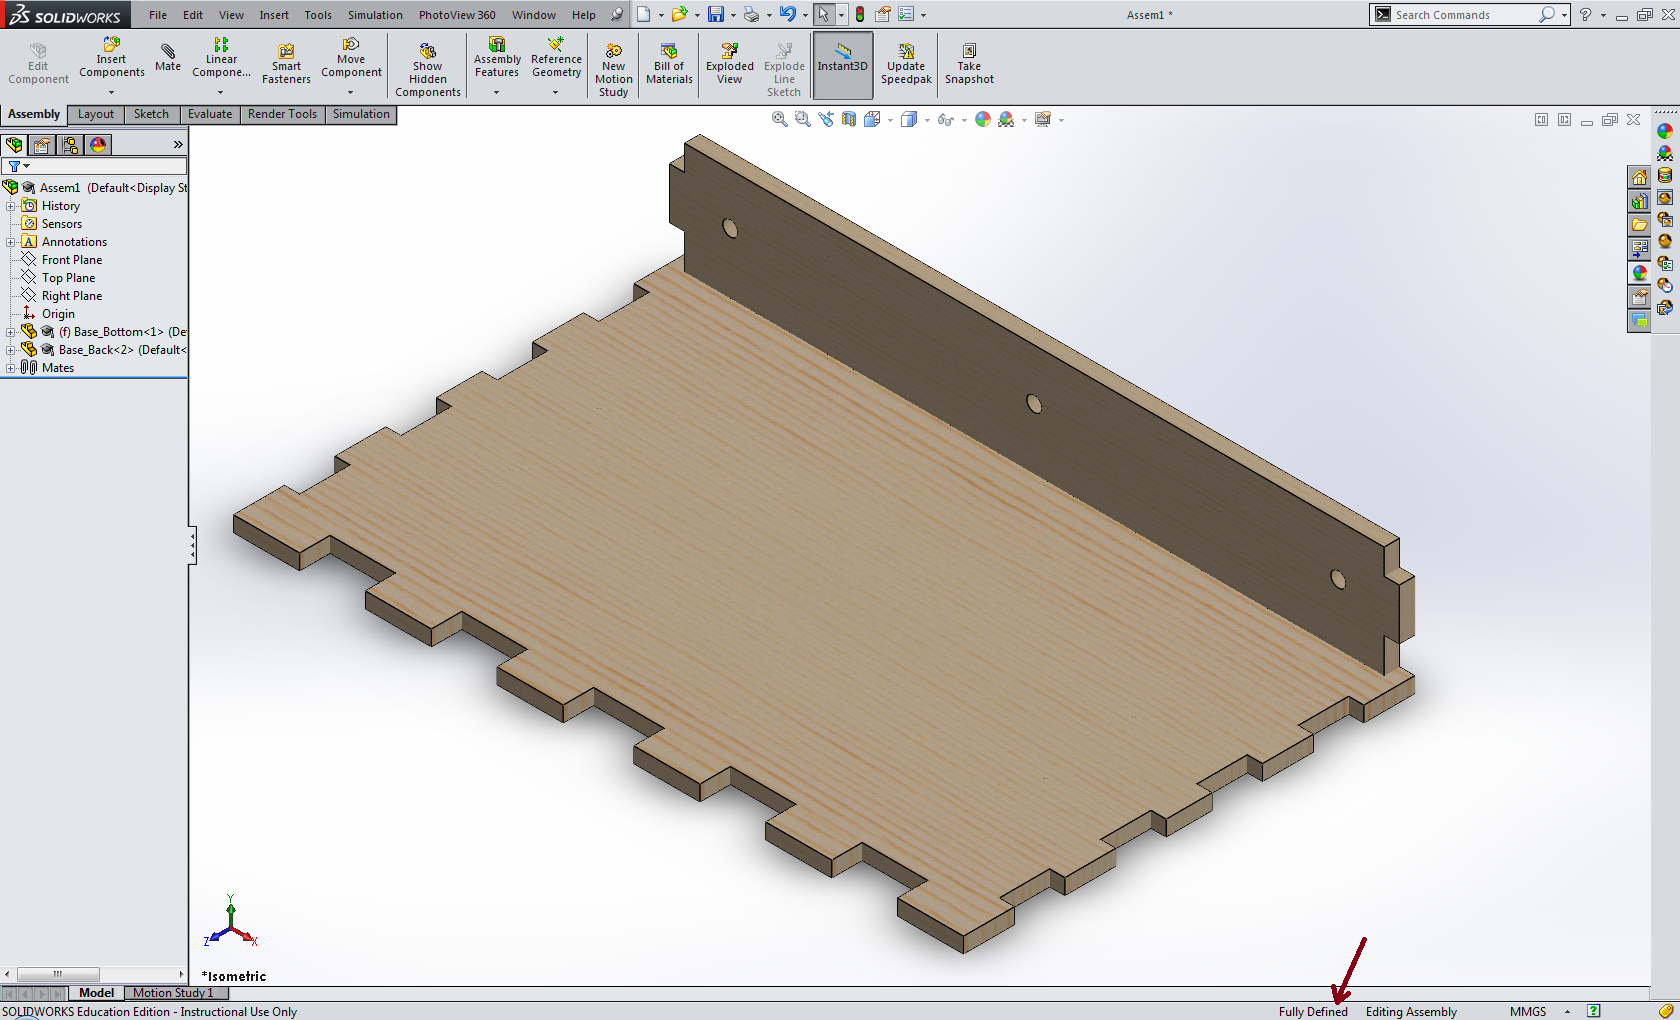 SOLIDWORKS File Edit View Insert Tools Simulation PhotoView 360 Window Help Assem1 * Search Commands
Edit Component
Insert Components
Mate
Linear Compone...
Smart Fasteners
Move Component
Show Hidden Components
Assembly Features
Reference Geometry
New Motion Study
Bill of Materials
Exploded View
Explode Line Sketch
Instant3D
Update Speedpak
Take Snapshot
Assembly Layout Sketch Evaluate Render Tools Simulation
Assem1 (Default<Display St
History
Sensors
Annotations
Front Plane
Top Plane
Right Plane
Origin
(f) Base_Bottom<1> (De
Base_Back<2> (Default<
Mates
Y
Z
X
*Isometric
Model Motion Study 1
SOLIDWORKS Education Edition - Instructional Use Only Fully Defined Editing Assembly MMGS